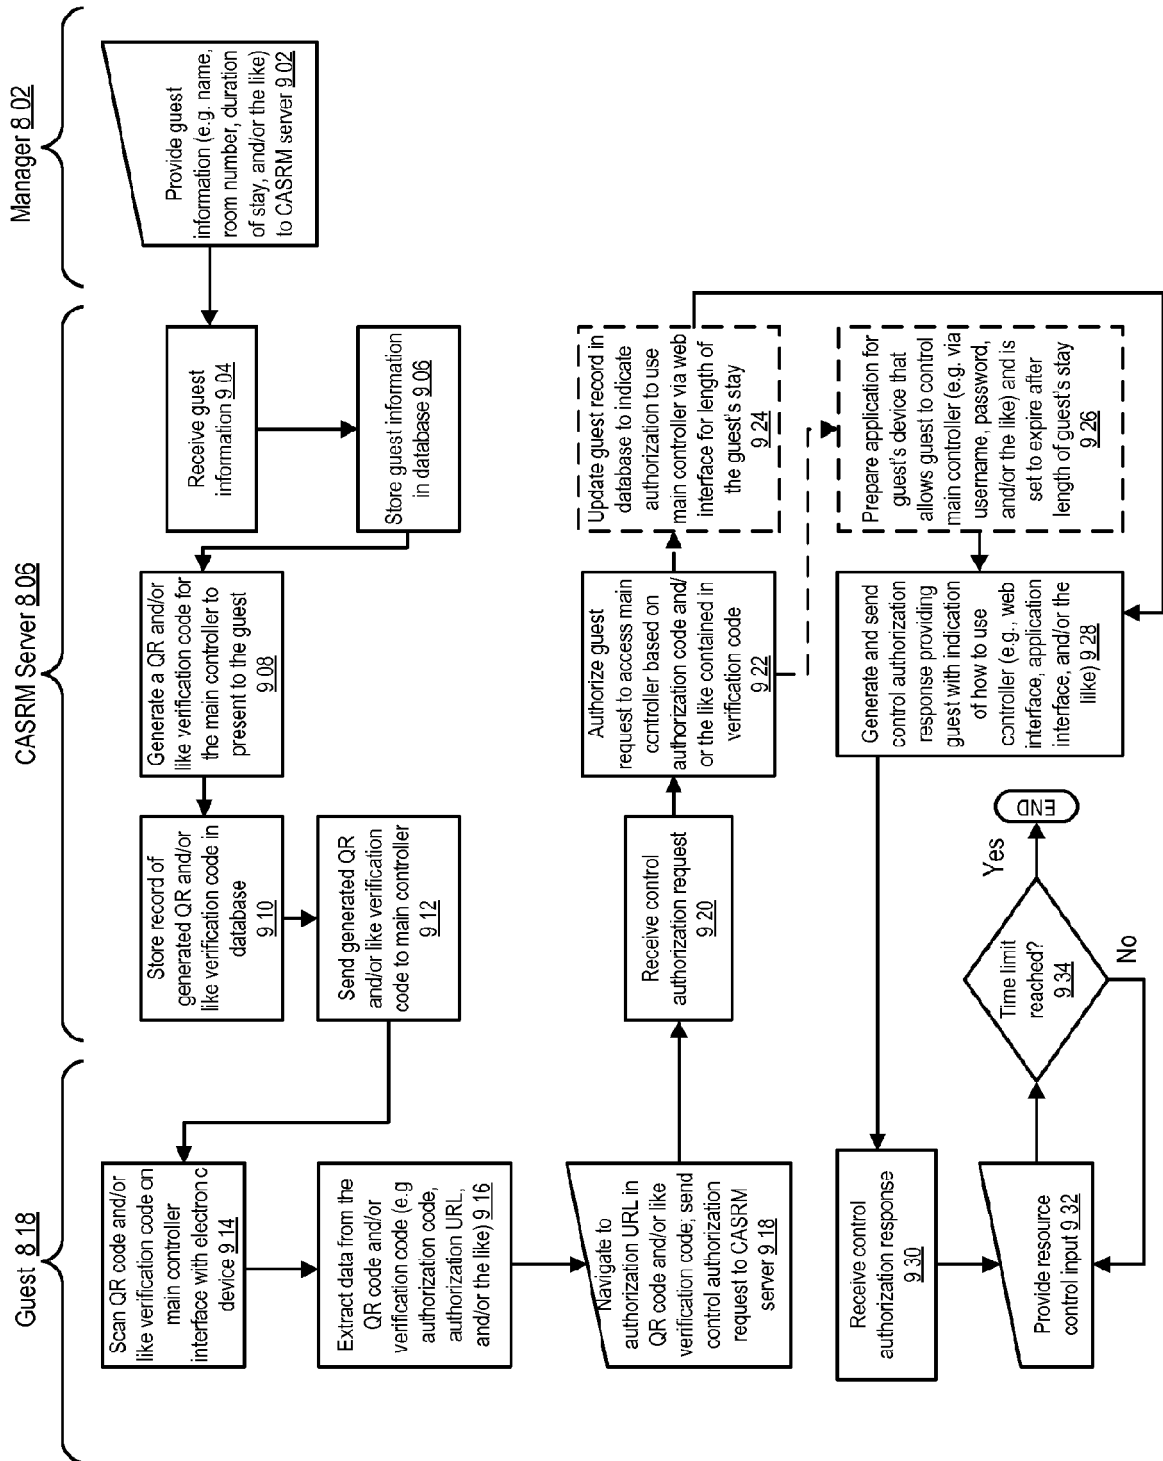 Guest 8 18
CASRM Server 8 06
Manager 8 02
Provide guest
information (e.g. name,
room number, duration
of stay, and/or the like)
to CASRM server 9 02
Receive guest
information 9 04
Store guest information
in database 9 06
Generate a QR and/or
like verification code for
the main controller to
present to the guest
9 08
Store record of
generated QR and/or
like verification code in
database
9 10
Send generated QR
and/or like verification
code to main controller
9 12
Scan QR code and/or
like verification code on
main controller
interface with electron c
device 9 14
Extract data from the
QR code and/or
verification code (e.g
authorization code,
authorization URL,
and/or the like) 9 16
Navigate to
authorization URL in
QR code and/or like
verification code; send
control authorization
request to CASRM
server 9 18
Receive control
authorization request
9 20
Authorize guest
request to access main
controller based on
authorization code and/
or the like contained in
verification code
9 22
Update guest record in
database to indicate
authorization to use
main controller via web
interface for length of
the guest's stay
9 24
Prepare application for
guest's device that
allows guest to control
main controller (e.g. via
username, password,
and/or the like) and is
set to expire after
length of guest's stay
9 26
Generate and send
control authorization
response providing
guest with indication
of how to use
controller (e.g., web
interface, application
interface, and/or the
liilke) 9 28
Receive control
authorization response
9 30
Provide resource
control input 9 32
Time limit
reached?
9 34
Yes
No
END